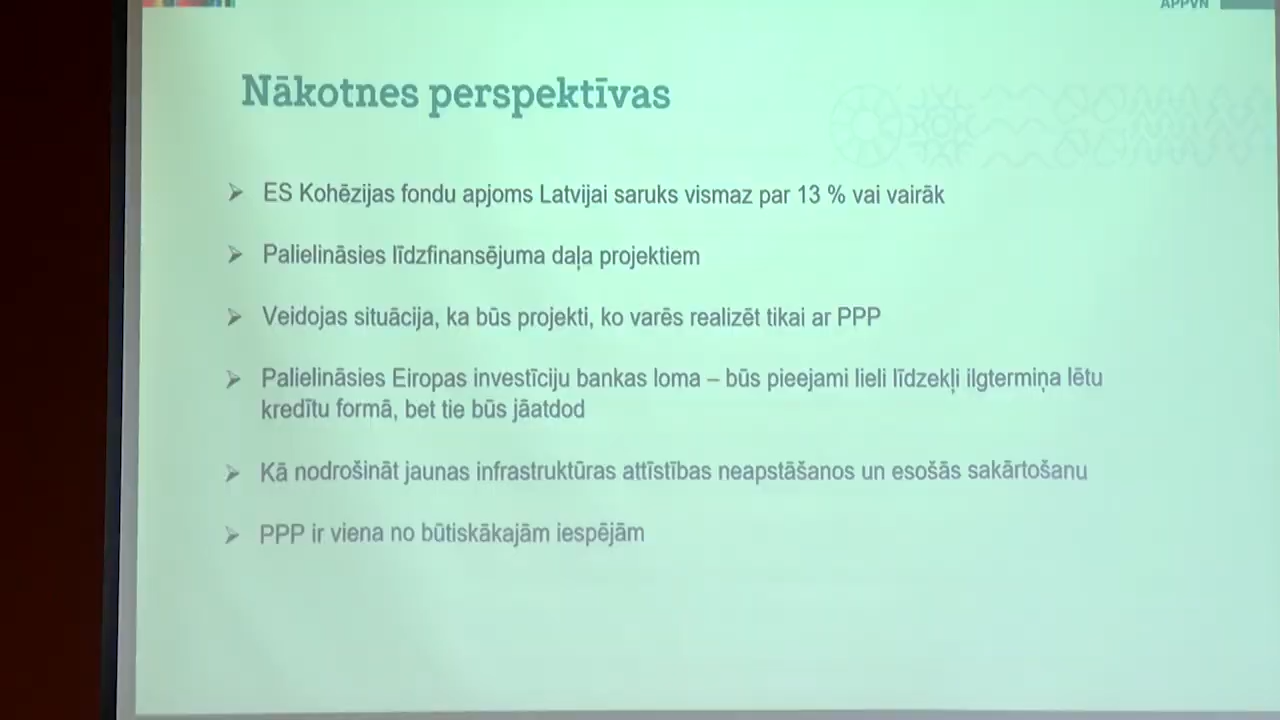 APPVN
Nākotnes perspektīvas
➢ ES Kohēzijas fondu apjoms Latvijai saruks vismaz par 13 % vai vairāk
➢ Palielināsies līdzfinansējuma daļa projektiem
➢ Veidojas situācija, ka būs projekti, ko varēs realizēt tikai ar PPP
➢ Palielināsies Eiropas investīciju bankas loma – būs pieejami lieli līdzekļi ilgtermiņa lētu
kredītu formā, bet tie būs jāatdod
➢ Kā nodrošināt jaunas infrastruktūras attīstības neapstāšanos un esošās sakārtošanu
➢ PPP ir viena no būtiskākajām iespējām